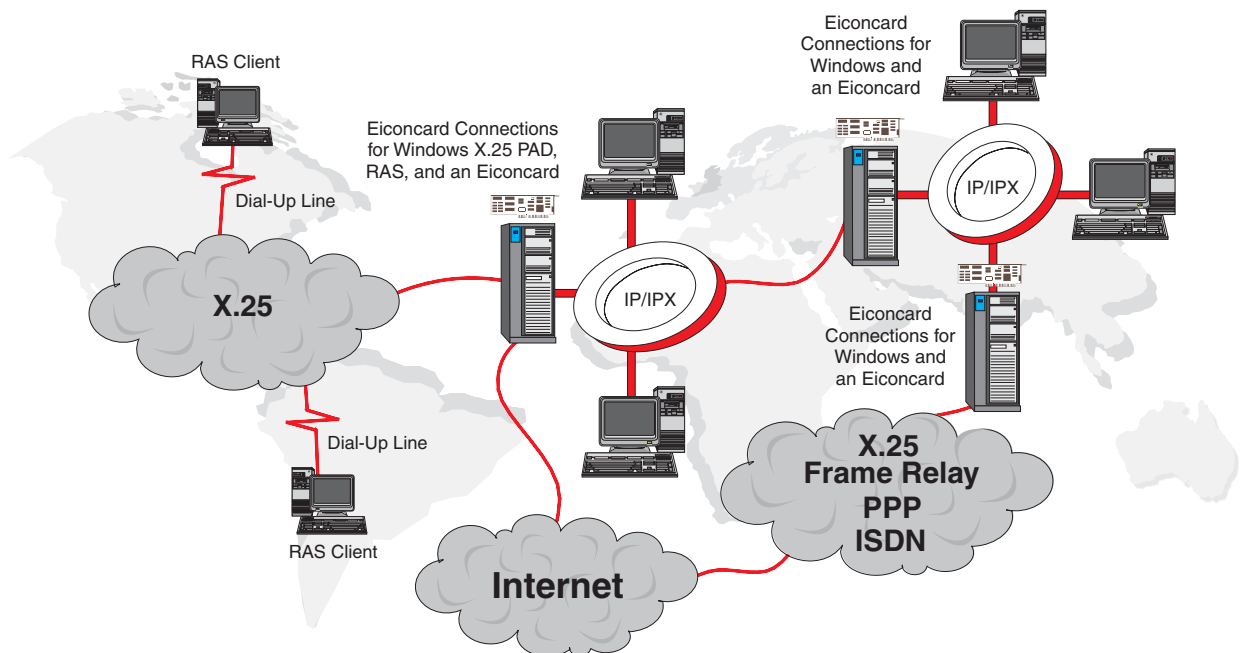 RAS Client
Dial-Up Line
X.25
Dial-Up Line
RAS Client
Eiconcard Connections
for Windows X.25 PAD,
RAS, and an Eiconcard
IP/IPX
Internet
Eiconcard
Connections for
Windows and
an Eiconcard
IP/IPX
Eiconcard
Connections for
Windows and
an Eiconcard
X.25
Frame Relay
PPP
ISDN